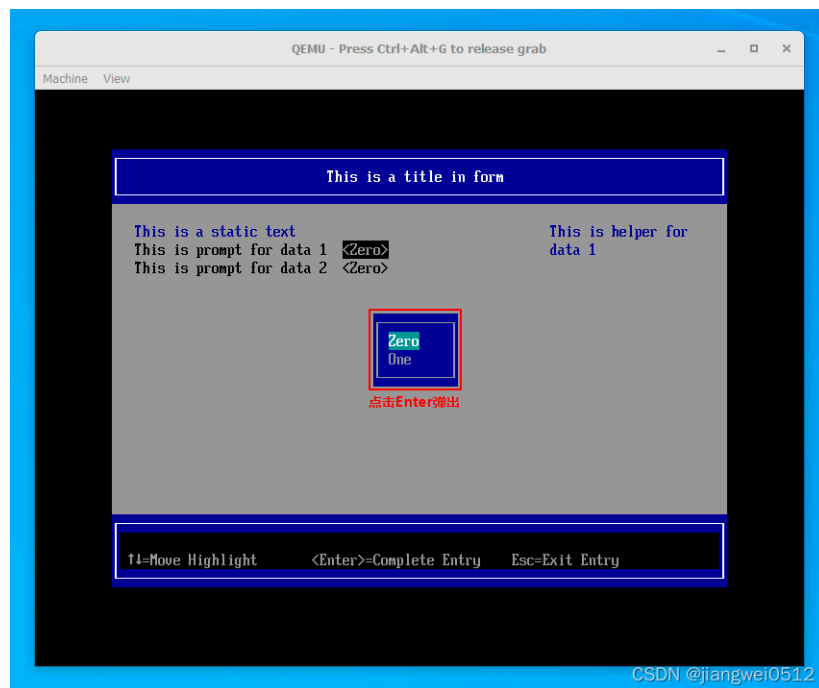 QEMU - Press Ctrl+Alt+G to release grab
Machine View
This is a title in form
This is a static text
This is prompt for data 1 <Zero>
This is prompt for data 2 <Zero>
This is helper for
data 1
Zero
One
点击Enter弹出
↑↓=Move Highlight <Enter>=Complete Entry Esc=Exit Entry
CSDN @jiangwei0512